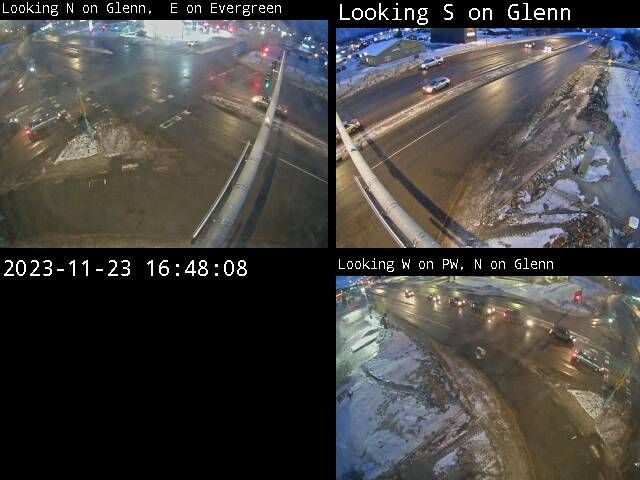 Looking N on Glenn,  E on Evergreen
Looking S on Glenn
2023-11-23 16:48:08
Looking W on PW, N on Glenn